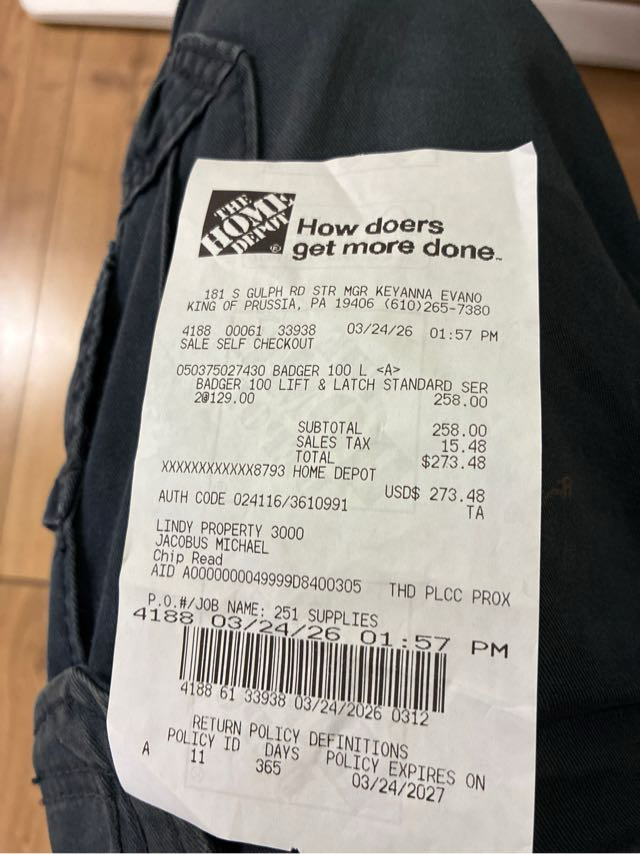 THE
HOME
DEPOT
®
How doers
get more done™
181 S GULPH RD STR MGR KEYANNA EVANO
KING OF PRUSSIA, PA 19406 (610)265-7380
4188 00061 33938 03/24/26 01:57 PM
SALE SELF CHECKOUT
050375027430 BADGER 100 L <A>
BADGER 100 LIFT & LATCH STANDARD SER
2@129.00 258.00
SUBTOTAL 258.00
SALES TAX 15.48
TOTAL $273.48
XXXXXXXXXXXX8793 HOME DEPOT
USD$ 273.48
AUTH CODE 024116/3610991 TA
LINDY PROPERTY 3000
JACOBUS MICHAEL
Chip Read
AID A0000000049999D8400305 THD PLCC PROX
P.O.#/JOB NAME: 251 SUPPLIES
4188 03/24/26 01:57 PM
4188 61 33938 03/24/2026 0312
RETURN POLICY DEFINITIONS
POLICY ID DAYS POLICY EXPIRES ON
A 11 365 03/24/2027